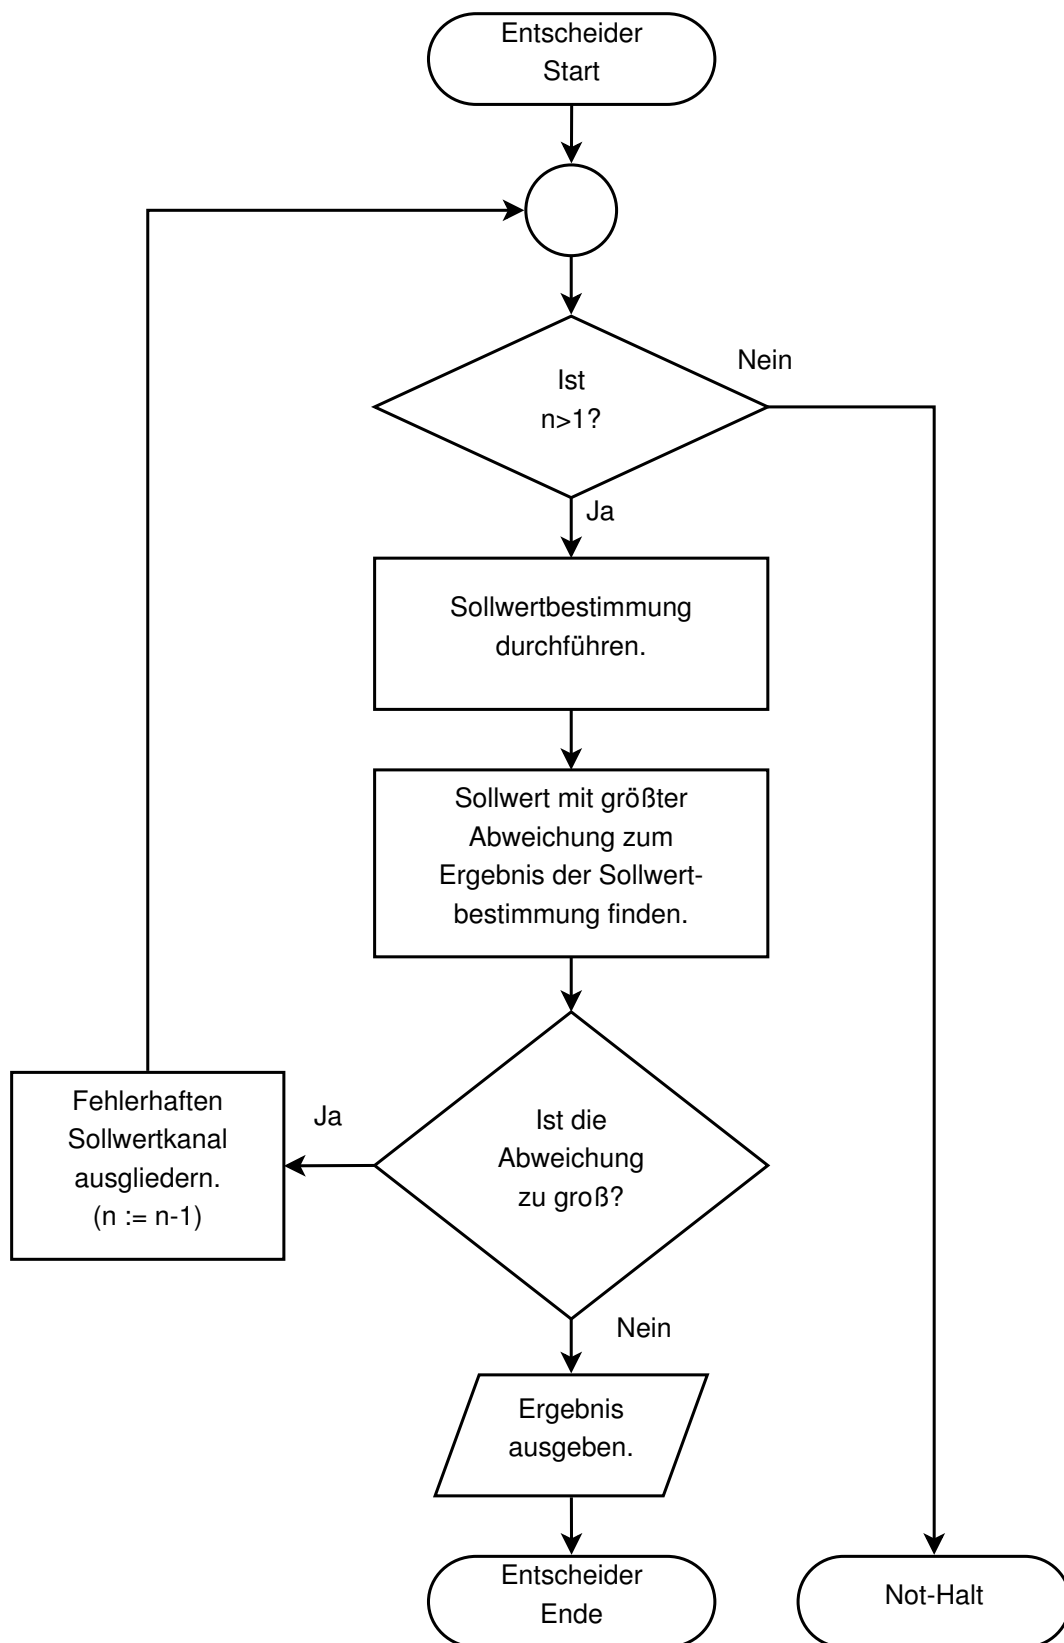 Entscheider
Start
Nein
Ist
n>1?
Ja
Sollwertbestimmung
durchführen.
Sollwert mit größter
Abweichung zum
Ergebnis der Sollwert-
bestimmung finden.
Fehlerhaften
Sollwertkanal
ausgliedern.
(n := n-1)
Ja
Ist die
Abweichung
zu groß?
Nein
Ergebnis
ausgeben.
Entscheider
Ende
Not-Halt